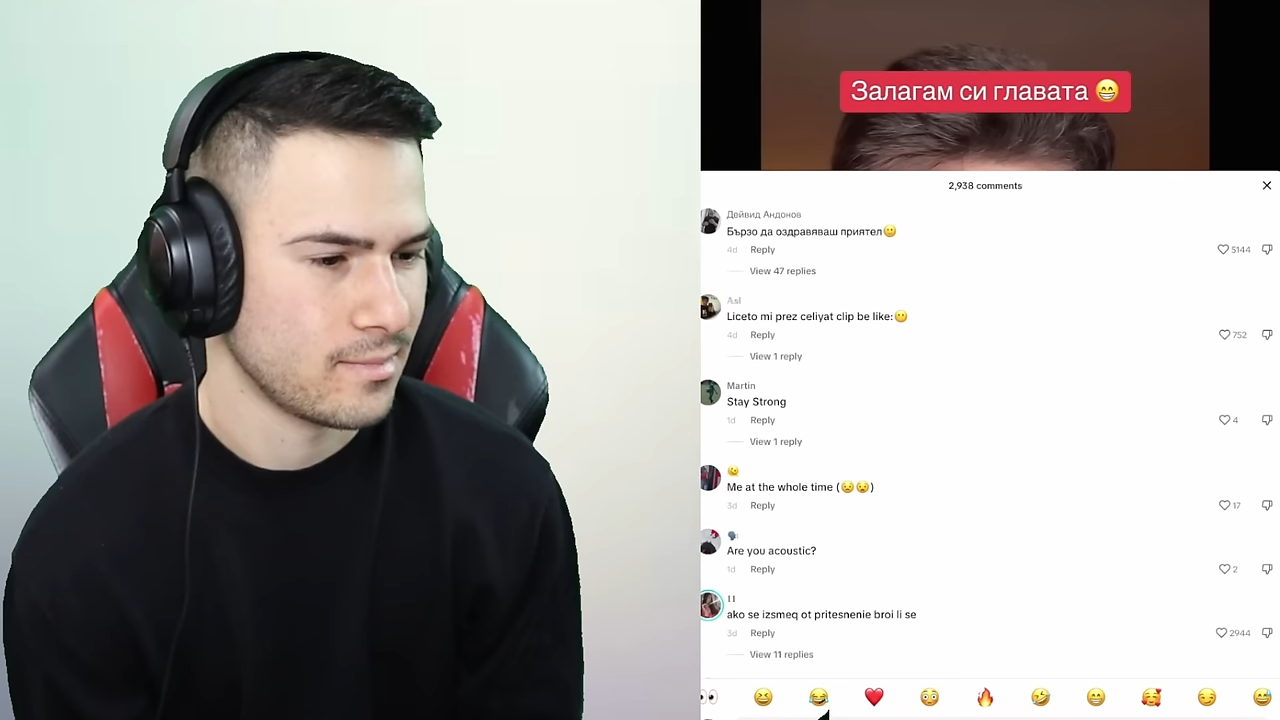 Залагам си главата 😁
2,938 comments
Дейвид Андонов
Бързо да оздравяваш приятел🙂
4d Reply 5144
View 47 replies
Asl
Liceto mi prez celiyat clip be like:😐
4d Reply 752
View 1 reply
Martin
Stay Strong
1d Reply 4
View 1 reply
🫠
Me at the whole time (😣😣)
3d Reply 17
🗣
Are you acoustic?
1d Reply 2
11
ako se izsmeq ot pritesnenie broi li se
3d Reply 2944
View 11 replies